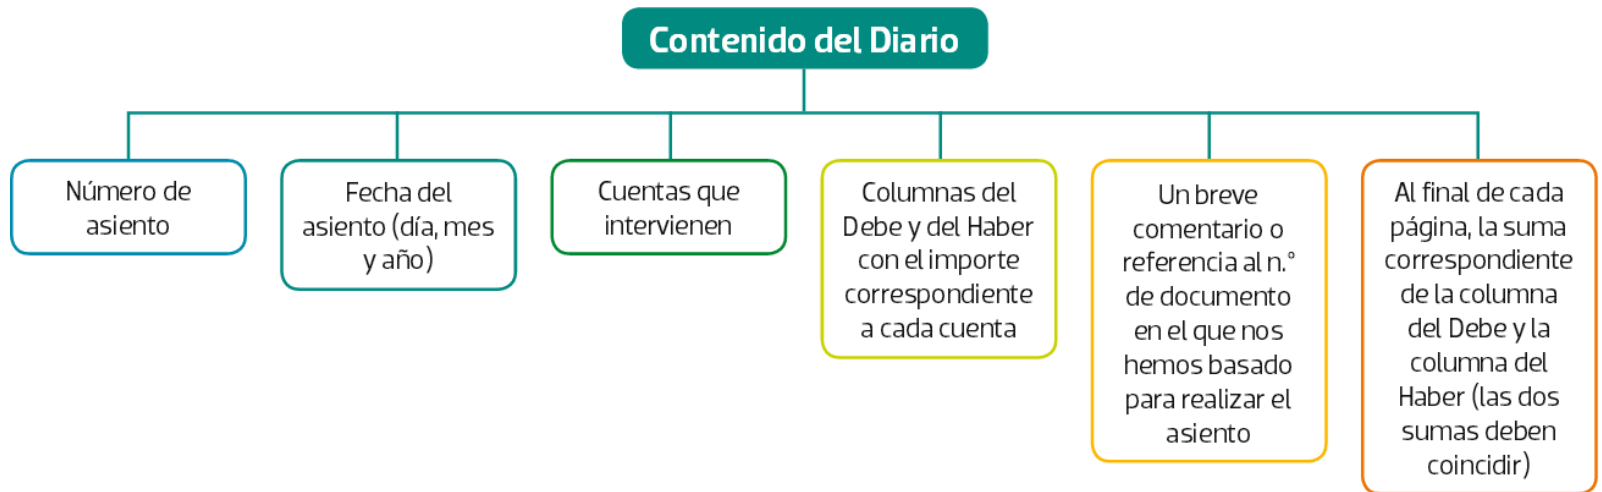 Contenido del Diario
Número de
asiento
Fecha del
asiento (día, mes
y año)
Cuentas que
intervienen
Columnas del
Debe y del Haber
con el importe
correspondiente
a cada cuenta
Un breve
comentario o
referencia al n.º
de documento
en el que nos
hemos basado
para realizar el
asiento
Al final de cada
página, la suma
correspondiente
de la columna
del Debe y la
columna del
Haber (las dos
sumas deben
coincidir)